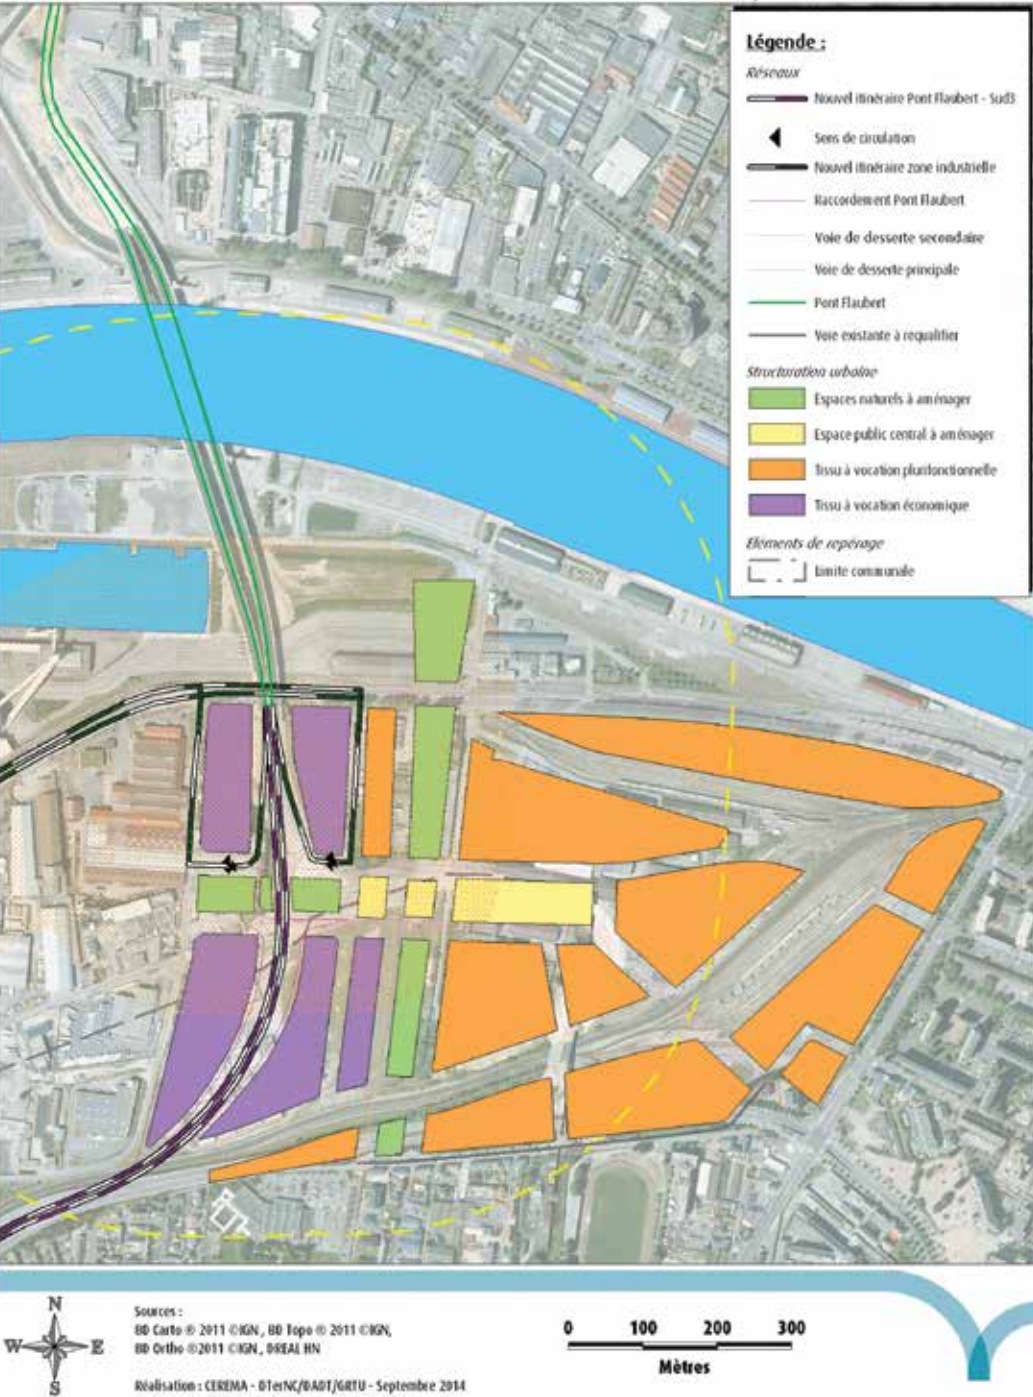 Légende :
Réseaux
Nouvel itinéraire Pont Flaubert - Sud3
Sens de circulation
Nouvel itinéraire zone industrielle
Raccordement Pont Flaubert
Voie de desserte secondaire
Voie de desserte principale
Pont Flaubert
Voie existante à requalifier
Structuration urbaine
Espaces naturels à aménager
Espace public central à aménager
Tissu à vocation plurifonctionnelle
Tissu à vocation économique
Eléments de repérage
Limite communale
N
W E
S
Sources :
BD Carto ® 2011 ©IGN, BD Topo ® 2011 ©IGN,
BD Ortho ®2011 ©IGN, DREAL HN
Réalisation : CEREMA - DTerNC/DADT/GRTU - Septembre 2014
0 100 200 300
Mètres